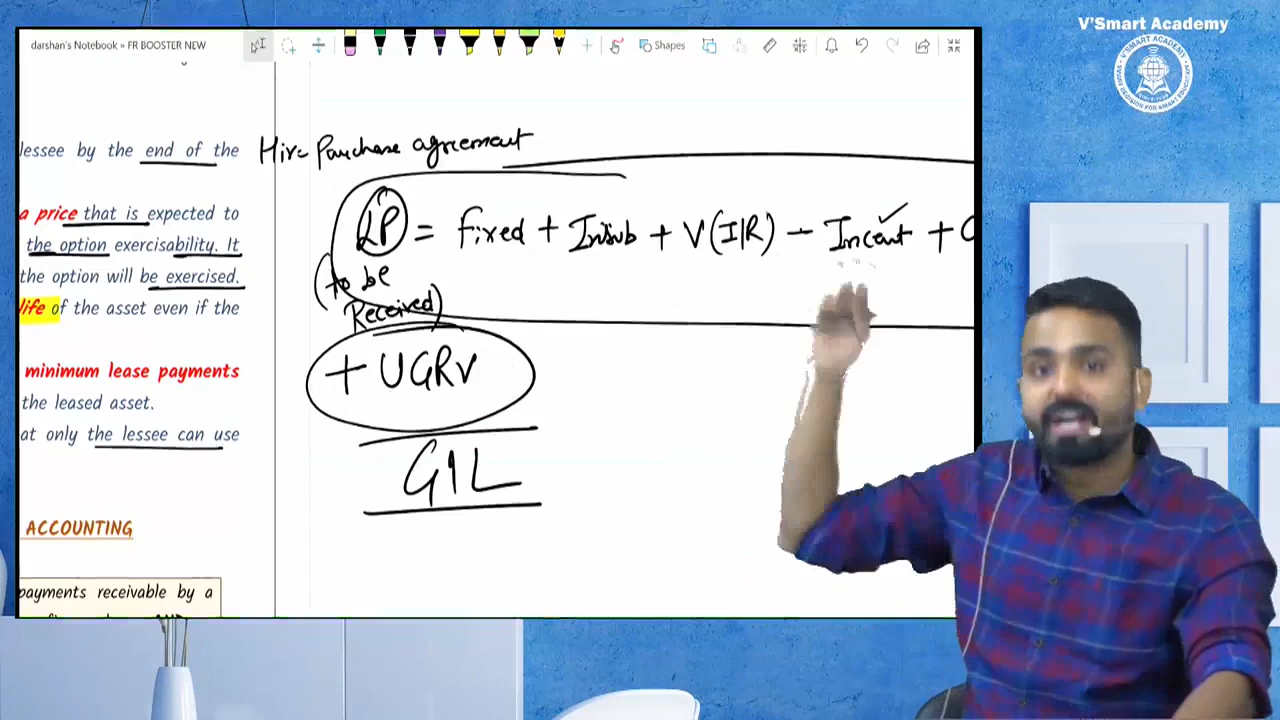 V'Smart Academy
darshan's Notebook » FR BOOSTER NEW
Shapes
lessee by the end of the
Hire Purchase agreement
a price that is expected to
the option exercisability. It
the option will be exercised.
life of the asset even if the
LP = fixed + Insub + V(I/R) - Incent +
(to be
Received)
+ UGRV
GIL
minimum lease payments
the leased asset.
at only the lessee can use
ACCOUNTING
payments receivable by a